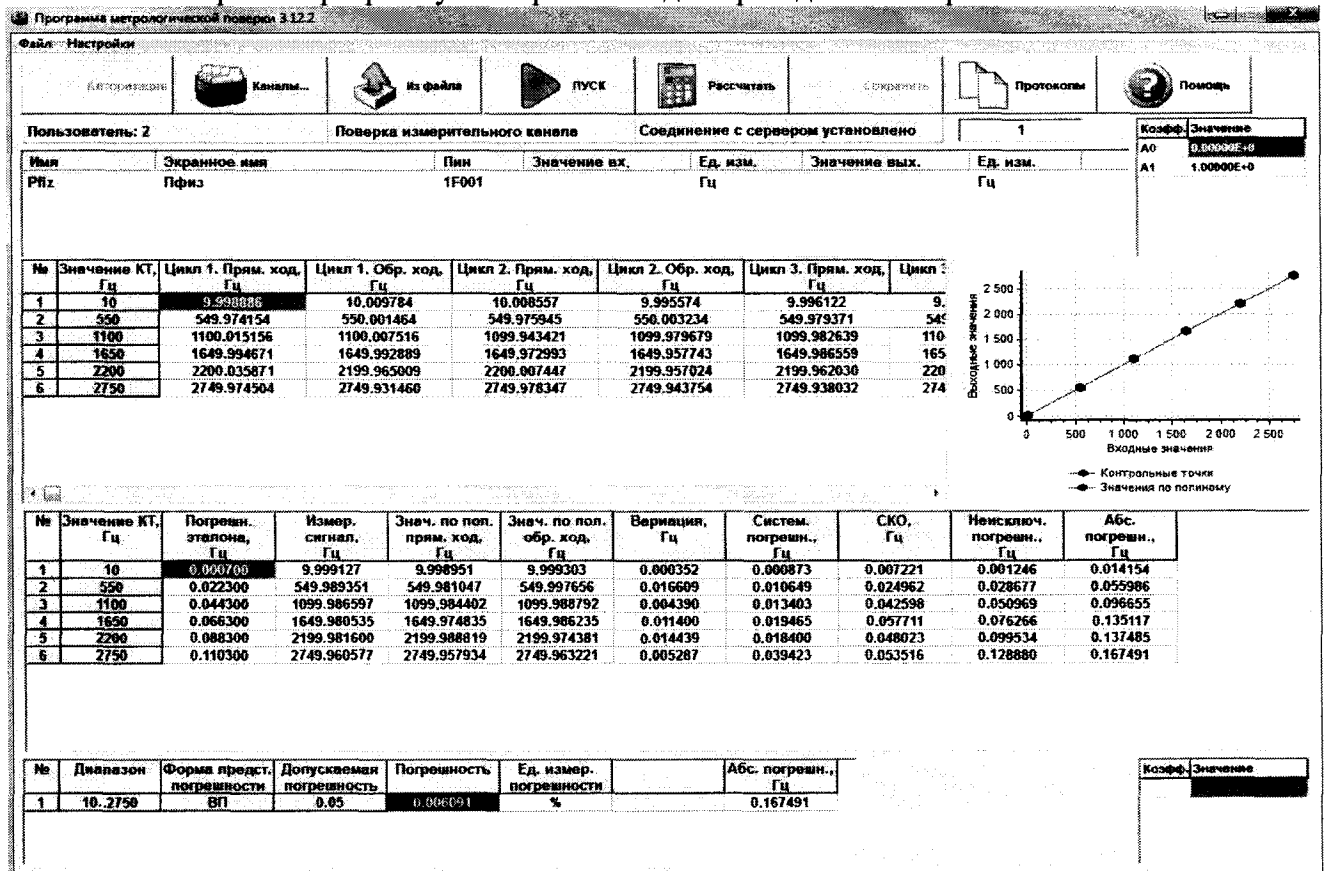 Программа метрологической поверки 3.12.2
Файл Настройки
Авторизация Каналы... Из файла ПУСК Рассчитать Сохранить Протоколы Помощь
Пользователь: 2 Поверка измерительного канала Соединение с сервером установлено 1
Коэфф. Значение
A0 0.00000E+0
A1 1.00000E+0
Имя Экранное имя Пин Значение вх. Ед. изм. Значение вых. Ед. изм.
Pfiz Пфиз 1F001 Гц Гц
№ Значение КТ, Гц Цикл 1. Прям. ход, Гц Цикл 1. Обр. ход, Гц Цикл 2. Прям. ход, Гц Цикл 2. Обр. ход, Гц Цикл 3. Прям. ход, Гц Цикл 3
1 10 9.998886 10.009784 10.008557 9.995574 9.996122 9.
2 550 549.974154 550.001464 549.975945 550.003234 549.979371 549
3 1100 1100.015156 1100.007516 1099.943421 1099.979679 1099.982639 110
4 1650 1649.994671 1649.992889 1649.972993 1649.957743 1649.986559 165
5 2200 2200.035871 2199.965009 2200.007447 2199.957024 2199.962030 220
6 2750 2749.974504 2749.931460 2749.978347 2749.943754 2749.938032 274
Выходные значения
2 500
2 000
1 500
1 000
500
0
0 500 1 000 1 500 2 000 2 500
Входные значения
Контрольные точки
Значения по полиному
№ Значение КТ, Гц Погрешн. эталона, Гц Измер. сигнал, Гц Знач. по пол. прям. ход, Гц Знач. по пол. обр. ход, Гц Вариация, Гц Систем. погрешн., Гц СКО, Гц Неисключ. погрешн., Гц Абс. погрешн., Гц
1 10 0.000700 9.999127 9.998951 9.999303 0.000352 0.000873 0.007221 0.001246 0.014154
2 550 0.022300 549.989351 549.981047 549.997656 0.016609 0.010649 0.024962 0.028677 0.055986
3 1100 0.044300 1099.986597 1099.984402 1099.988792 0.004390 0.013403 0.042598 0.050969 0.096655
4 1650 0.066300 1649.980535 1649.974835 1649.986235 0.011400 0.019465 0.057711 0.076266 0.135117
5 2200 0.088300 2199.981600 2199.988819 2199.974381 0.014439 0.018400 0.048023 0.099534 0.137485
6 2750 0.110300 2749.960577 2749.957934 2749.963221 0.005287 0.039423 0.053516 0.128880 0.167491
№ Диапазон Форма предст. погрешности Допускаемая погрешность Погрешность Ед. измер. погрешности Абс. погрешн., Гц
1 10..2750 ВП 0.05 0.006091 % 0.167491
Коэфф. Значение